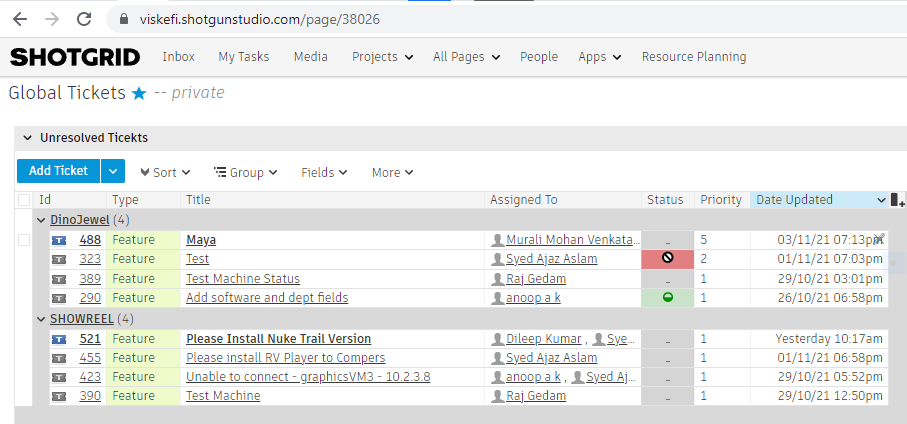 viskefi.shotgunstudio.com/page/38026
SHOTGRID Inbox My Tasks Media Projects All Pages People Apps Resource Planning
Global Tickets -- private
Unresolved Ticekts
Add Ticket Sort Group Fields More
Id Type Title Assigned To Status Priority Date Updated
DinoJewel (4)
488 Feature Maya Murali Mohan Venkata... - 5 03/11/21 07:13pm
323 Feature Test Syed Ajaz Aslam 2 01/11/21 07:03pm
389 Feature Test Machine Status Raj Gedam - 1 29/10/21 03:01pm
290 Feature Add software and dept fields anoop a k 1 26/10/21 06:58pm
SHOWREEL (4)
521 Feature Please Install Nuke Trail Version Dileep Kumar , Sye... - 1 Yesterday 10:17am
455 Feature Please install RV Player to Compers Syed Ajaz Aslam - 1 01/11/21 06:58pm
423 Feature Unable to connect - graphicsVM3 - 10.2.3.8 anoop a k , Syed Aj... - 1 29/10/21 05:52pm
390 Feature Test Machine Raj Gedam - 1 29/10/21 12:50pm